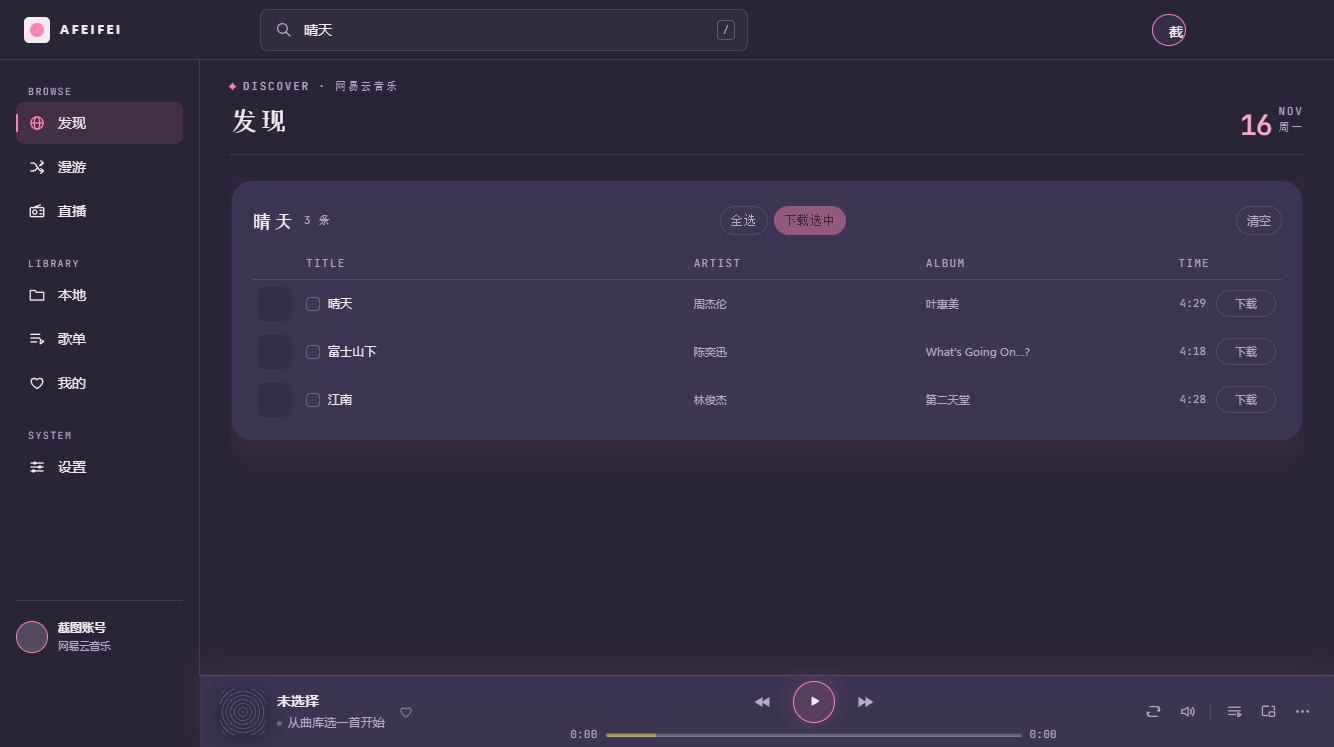 AFEIFEI
晴天
/
截
BROWSE
发现
漫游
直播
LIBRARY
本地
歌单
我的
SYSTEM
设置
截图账号
网易云音乐
DISCOVER · 网易云音乐
发现
16
NOV
周一
晴天 3 条 全选 下载选中 清空
TITLE ARTIST ALBUM TIME
晴天 周杰伦 叶惠美 4:29 下载
富士山下 陈奕迅 What's Going On...? 4:18 下载
江南 林俊杰 第二天堂 4:28 下载
未选择
从曲库选一首开始
0:00 0:00